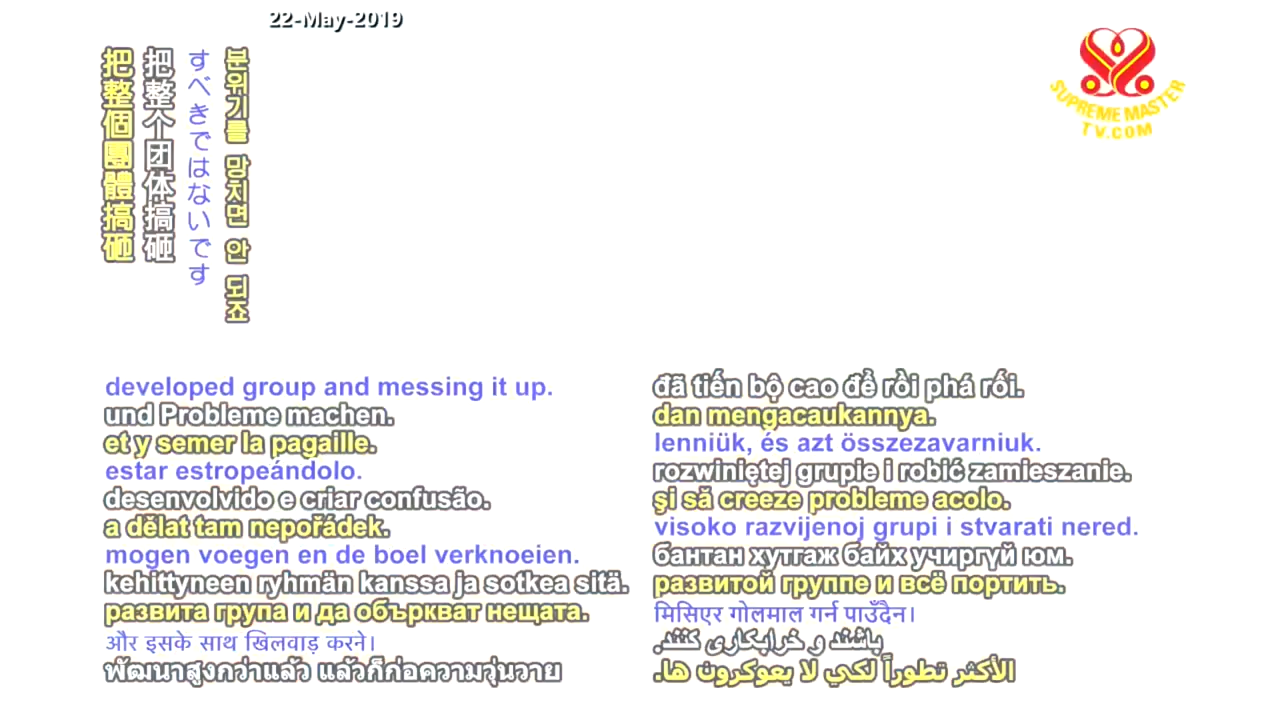 22-May-2019
SUPREME MASTER
TV.COM
把整個團體搞砸
把整个团体搞砸
すべきではないです
분위기를 망치면 안 되죠
developed group and messing it up.
und Probleme machen.
et y semer la pagaille.
estar estropeándolo.
desenvolvido e criar confusão.
a dělat tam nepořádek.
mogen voegen en de boel verknoeien.
kehittyneen ryhmän kanssa ja sotkea sitä.
развита група и да объркват нещата.
और इसके साथ खिलवाड़ करने।
พัฒนาสูงกว่าแล้ว แล้วก็ก่อความวุ่นวาย
đã tiến bộ cao để rồi phá rối.
dan mengacaukannya.
lenniük, és azt összezavarniuk.
rozwiniętej grupie i robić zamieszanie.
şi să creeze probleme acolo.
visoko razvijenoj grupi i stvarati nered.
бантан хутгаж байх учиргүй юм.
развитой группе и всё портить.
मिसिएर गोलमाल गर्न पाउँदैन।
باشند و خرابکاری کنند.
الأكثر تطوراً لكي لا يعوكرون ها.